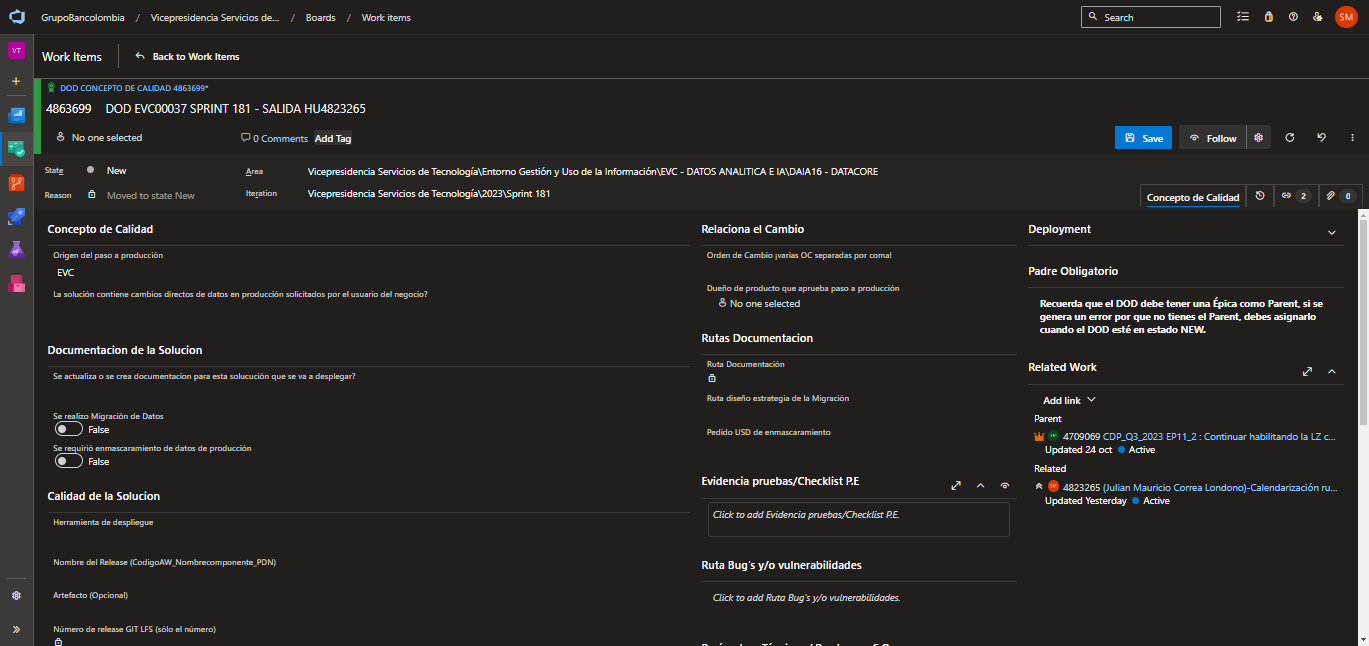 GrupoBancolombia / Vicepresidencia Servicios de... / Boards / Work items
Search
SM
VT
Work Items
Back to Work Items
DOD CONCEPTO DE CALIDAD 4863699*
4863699 DOD EVC00037 SPRINT 181 - SALIDA HU4823265
No one selected
0 Comments
Add Tag
Save
Follow
State
New
Area
Vicepresidencia Servicios de Tecnología\Entorno Gestión y Uso de la Información\EVC - DATOS ANALITICA E IA\DAIA16 - DATACORE
Reason
Moved to state New
Iteration
Vicepresidencia Servicios de Tecnología\2023\Sprint 181
Concepto de Calidad
2
0
Concepto de Calidad
Origen del paso a producción
EVC
La solución contiene cambios directos de datos en producción solicitados por el usuario del negocio?
Documentacion de la Solucion
Se actualiza o se crea documentacion para esta solucución que se va a desplegar?
Se realizo Migración de Datos
False
Se requirió enmascaramiento de datos de producción
False
Calidad de la Solucion
Herramienta de despliegue
Nombre del Release (CodigoAW_Nombrecomponente_PDN)
Artefacto (Opcional)
Número de release GIT LFS (sólo el número)
Relaciona el Cambio
Orden de Cambio ¡varias OC separadas por coma!
Dueño de producto que aprueba paso a producción
No one selected
Rutas Documentacion
Ruta Documentación
Ruta diseño estrategia de la Migración
Pedido USD de enmascaramiento
Evidencia pruebas/Checklist P.E
Click to add Evidencia pruebas/Checklist P.E.
Ruta Bug's y/o vulnerabilidades
Click to add Ruta Bug's y/o vulnerabilidades.
Deployment
Padre Obligatorio
Recuerda que el DOD debe tener una Épica como Parent, si se
genera un error por que no tienes el Parent, debes asignarlo
cuando el DOD esté en estado NEW.
Related Work
Add link
Parent
4709069 CDP_Q3_2023 EP11_2 : Continuar habilitando la LZ c...
Updated 24 oct Active
Related
SM 4823265 (Julian Mauricio Correa Londono)-Calendarización ru...
Updated Yesterday Active